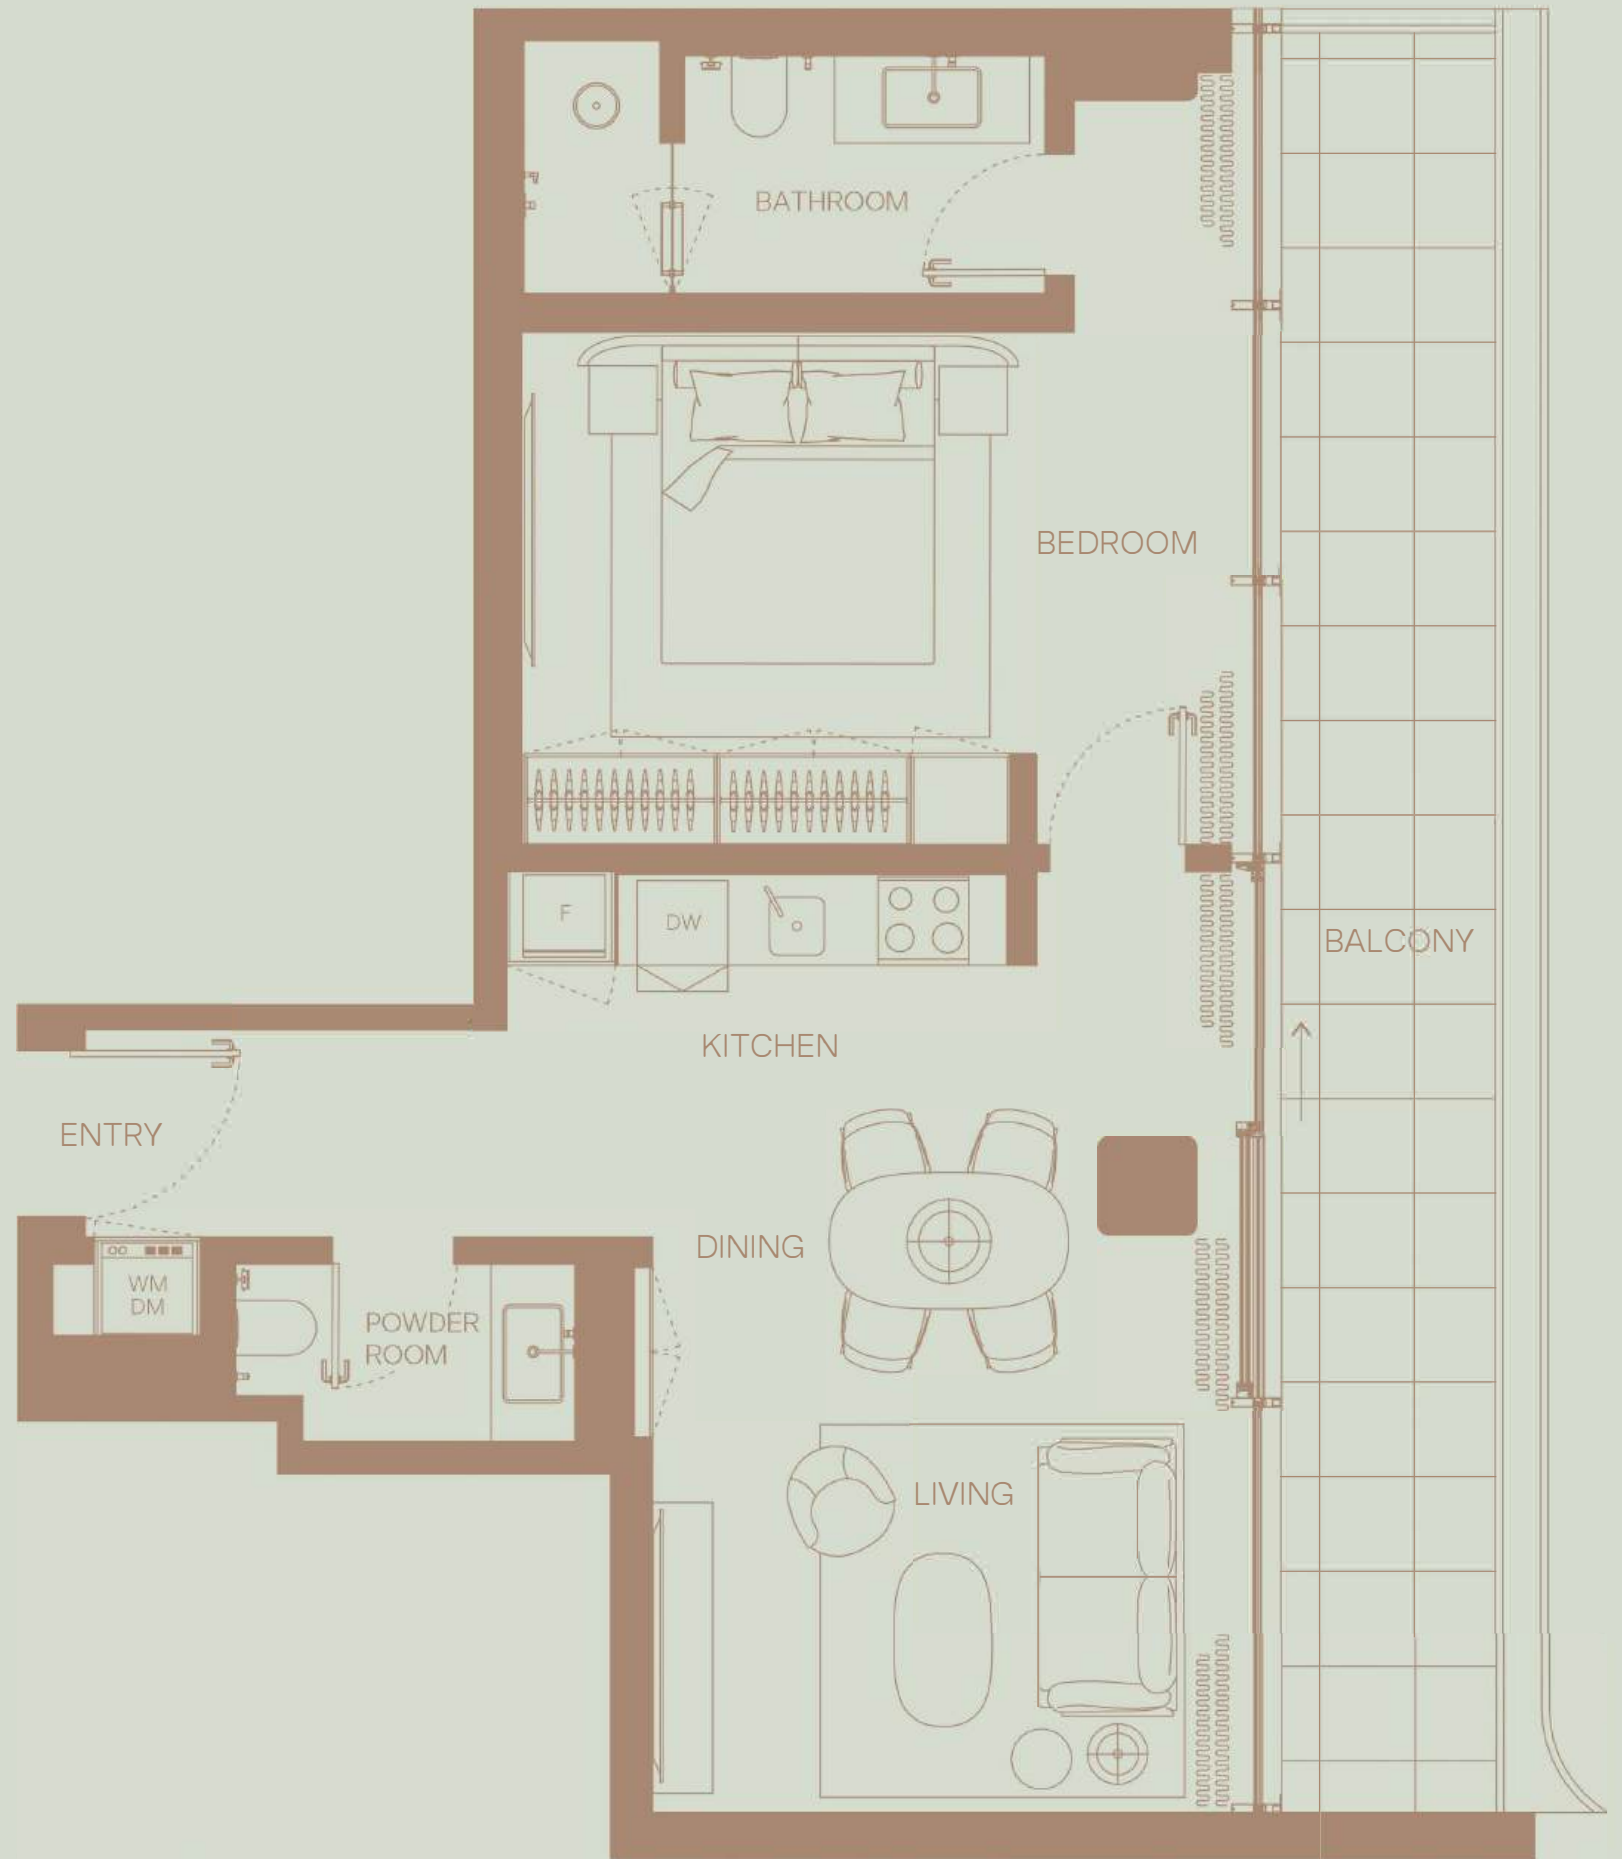 BATHROOM
BEDROOM
F
DW
BALCONY
KITCHEN
ENTRY
DINING
WM
DM
POWDER
ROOM
LIVING